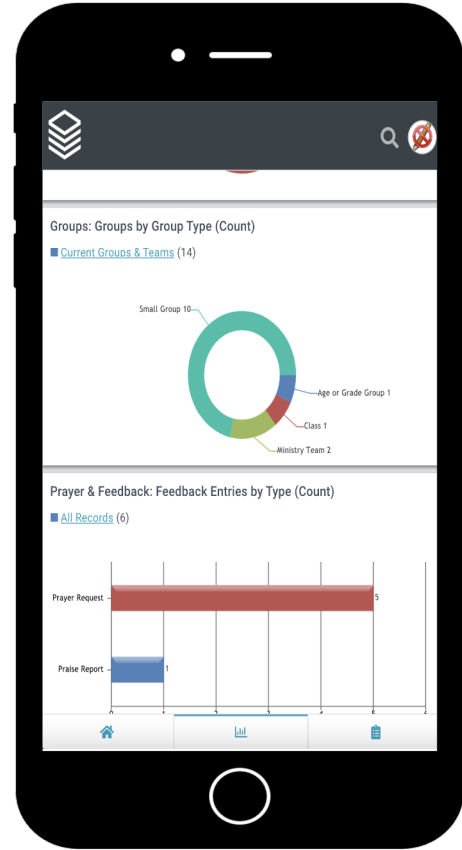 Groups: Groups by Group Type (Count)
Current Groups & Teams (14)
Small Group 10
Age or Grade Group 1
Class 1
Ministry Team 2
Prayer & Feedback: Feedback Entries by Type (Count)
All Records (6)
Prayer Request
5
Praise Report
1